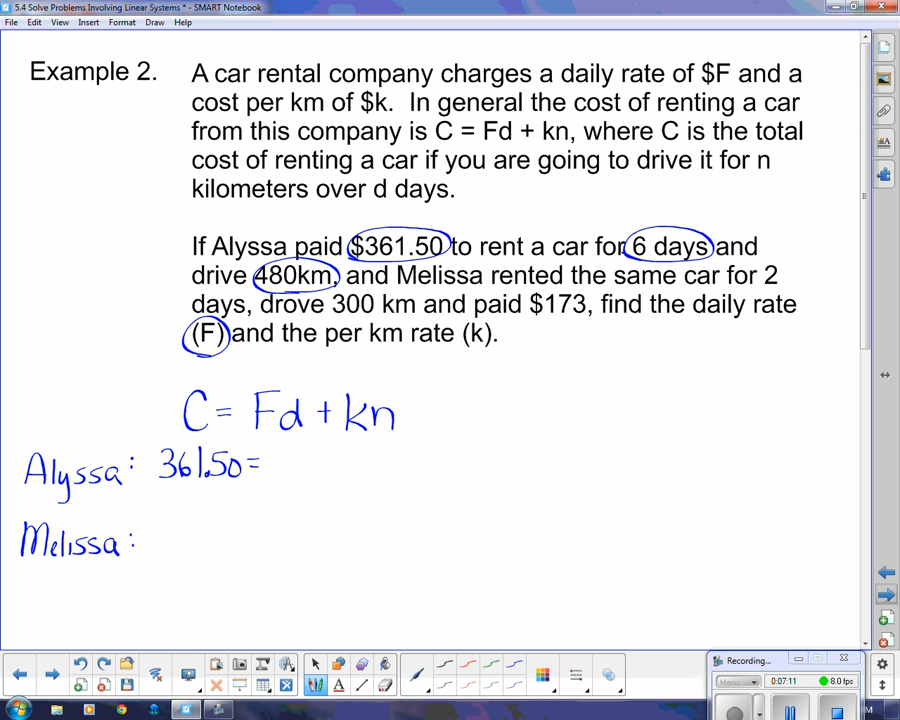 5.4 Solve Problems Involving Linear Systems * - SMART Notebook
File Edit View Insert Format Draw Help
Example 2. A car rental company charges a daily rate of $F and a
cost per km of $k. In general the cost of renting a car
from this company is C = Fd + kn, where C is the total
cost of renting a car if you are going to drive it for n
kilometers over d days.
If Alyssa paid $361.50 to rent a car for 6 days and
drive 480km, and Melissa rented the same car for 2
days, drove 300 km and paid $173, find the daily rate
(F) and the per km rate (k).
C = Fd + kn
Alyssa: 361.50 =
Melissa:
Recording...
Menu
0:07:11
8.0 fps